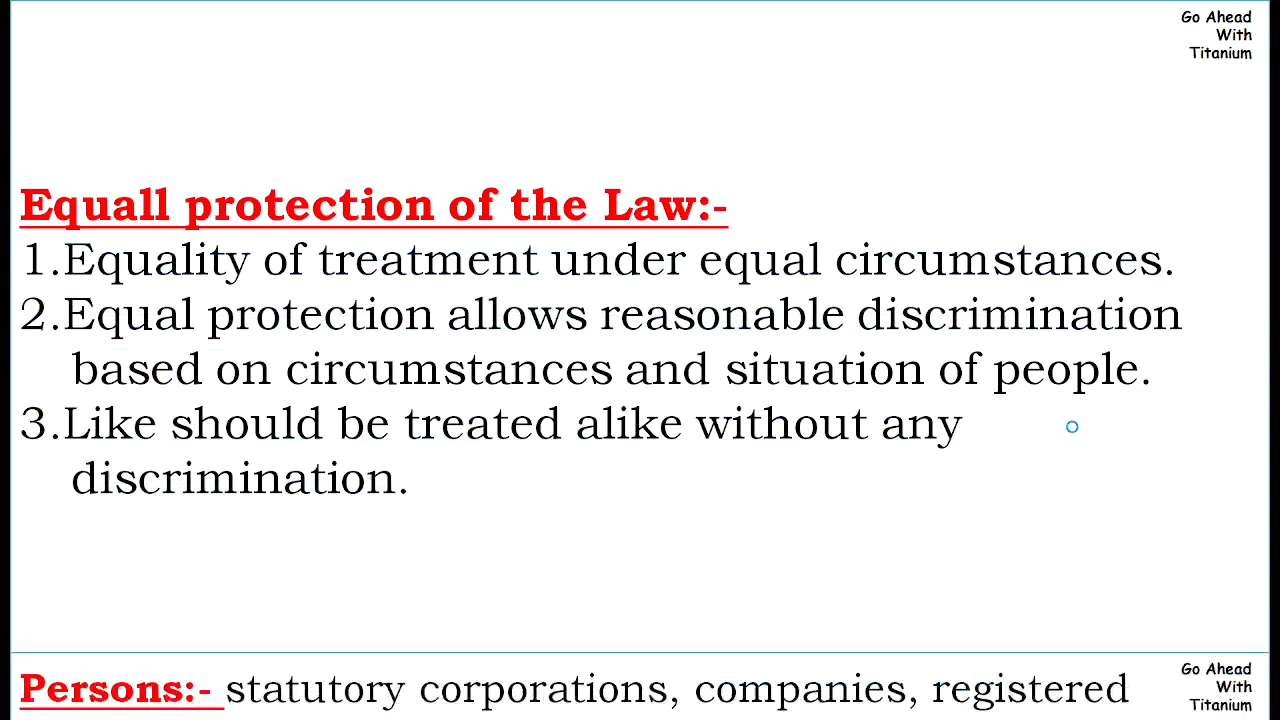 Go Ahead
With
Titanium
Equall protection of the Law:-
1.Equality of treatment under equal circumstances.
2.Equal protection allows reasonable discrimination
based on circumstances and situation of people.
3.Like should be treated alike without any
discrimination.
Go Ahead
With
Titanium
Persons:- statutory corporations, companies, registered